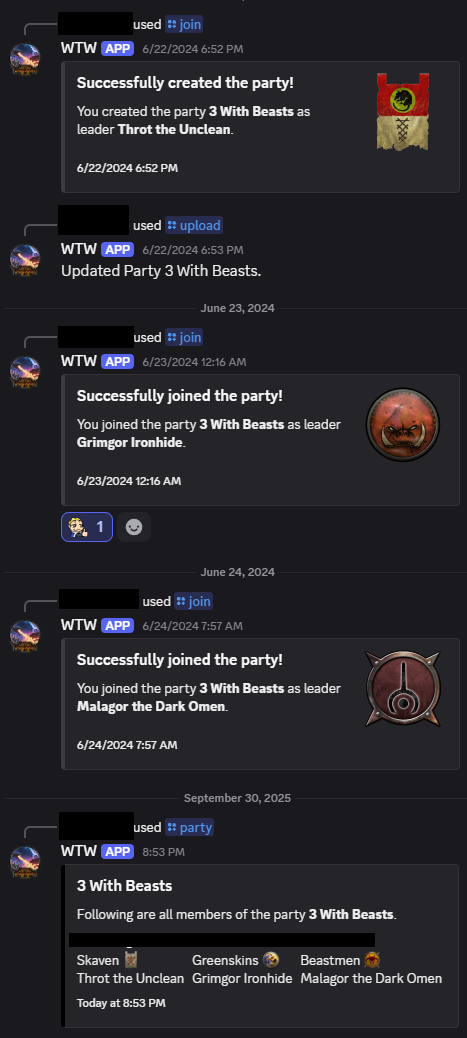 used join
WTW APP 6/22/2024 6:52 PM
Successfully created the party!
You created the party 3 With Beasts as
leader Throt the Unclean.
6/22/2024 6:52 PM
used upload
WTW APP 6/22/2024 6:53 PM
Updated Party 3 With Beasts.
June 23, 2024
used join
WTW APP 6/23/2024 12:16 AM
Successfully joined the party!
You joined the party 3 With Beasts as leader
Grimgor Ironhide.
6/23/2024 12:16 AM
1
June 24, 2024
used join
WTW APP 6/24/2024 7:57 AM
Successfully joined the party!
You joined the party 3 With Beasts as leader
Malagor the Dark Omen.
6/24/2024 7:57 AM
September 30, 2025
used party
WTW APP 8:53 PM
3 With Beasts
Following are all members of the party 3 With Beasts.
Skaven Greenskins Beastmen
Throt the Unclean Grimgor Ironhide Malagor the Dark Omen
Today at 8:53 PM